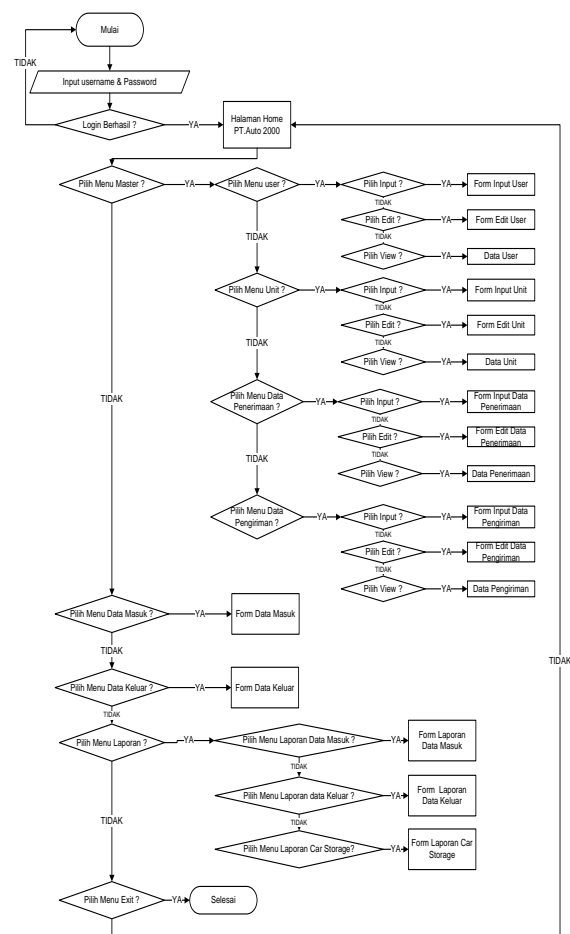 Mulai
TIDAK
Input username & Password
Login Berhasil ?
YA
Halaman Home
PT.Auto 2000
Pilih Menu Master ?
YA
Pilih Menu user ?
YA
Pilih Input ?
YA
Form Input User
TIDAK
Pilih Edit ?
YA
Form Edit User
TIDAK
TIDAK
Pilih View ?
YA
Data User
Pilih Menu Unit ?
YA
Pilih Input ?
YA
Form Input Unit
TIDAK
Pilih Edit ?
YA
Form Edit Unit
TIDAK
TIDAK
Pilih View ?
YA
Data Unit
TIDAK
Pilih Menu Data
Penerimaan ?
YA
Pilih Input ?
YA
Form Input Data
Penerimaan
TIDAK
Pilih Edit ?
YA
Form Edit Data
Penerimaan
TIDAK
TIDAK
Pilih View ?
YA
Data Penerimaan
Pilih Menu Data
Pengiriman ?
YA
Pilih Input ?
YA
Form Input Data
Pengiriman
TIDAK
Pilih Edit ?
YA
Form Edit Data
Pengiriman
TIDAK
Pilih View ?
YA
Data Pengiriman
Pilih Menu Data Masuk ?
YA
Form Data Masuk
TIDAK
TIDAK
Pilih Menu Data Keluar ?
YA
Form Data Keluar
TIDAK
Pilih Menu Laporan ?
YA
Pilih Menu Laporan Data Masuk ?
YA
Form Laporan
Data Masuk
TIDAK
Pilih Menu Laporan data Keluar ?
YA
Form Laporan
Data Keluar
TIDAK
TIDAK
Pilih Menu Laporan Car Storage?
YA
Form Laporan Car
Storage
Pilih Menu Exit ?
YA
Selesai